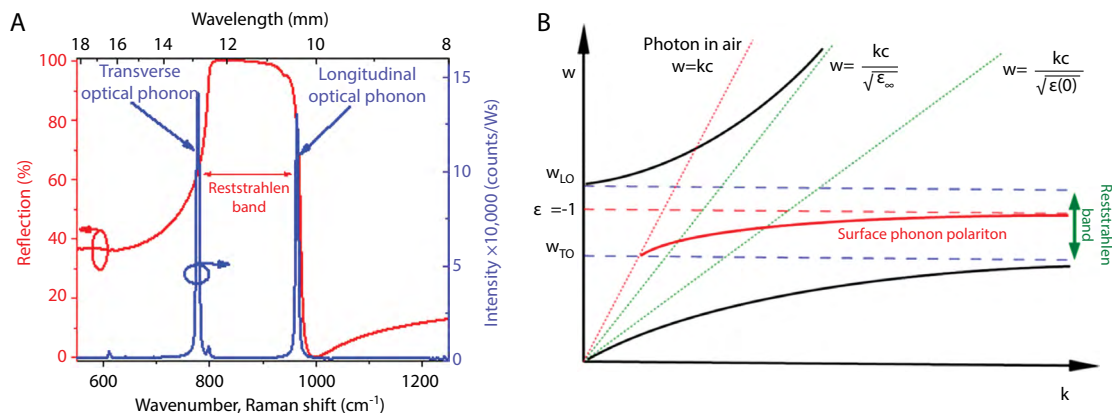 A
Wavelength (mm)
18 16 14 12 10 8
Reflection (%)
100
80
60
40
20
0
Transverse
optical phonon
Longitudinal
optical phonon
Reststrahlen
band
15
10
5
0
Intensity ×10,000 (counts/Ws)
600 800 1000 1200
Wavenumber, Raman shift (cm⁻¹)
B
w
Photon in air
w=kc
w= kc
√ε∞
w= kc
√ε(0)
wLO
ε =-1
wTO
Surface phonon polariton
Reststrahlen
band
k